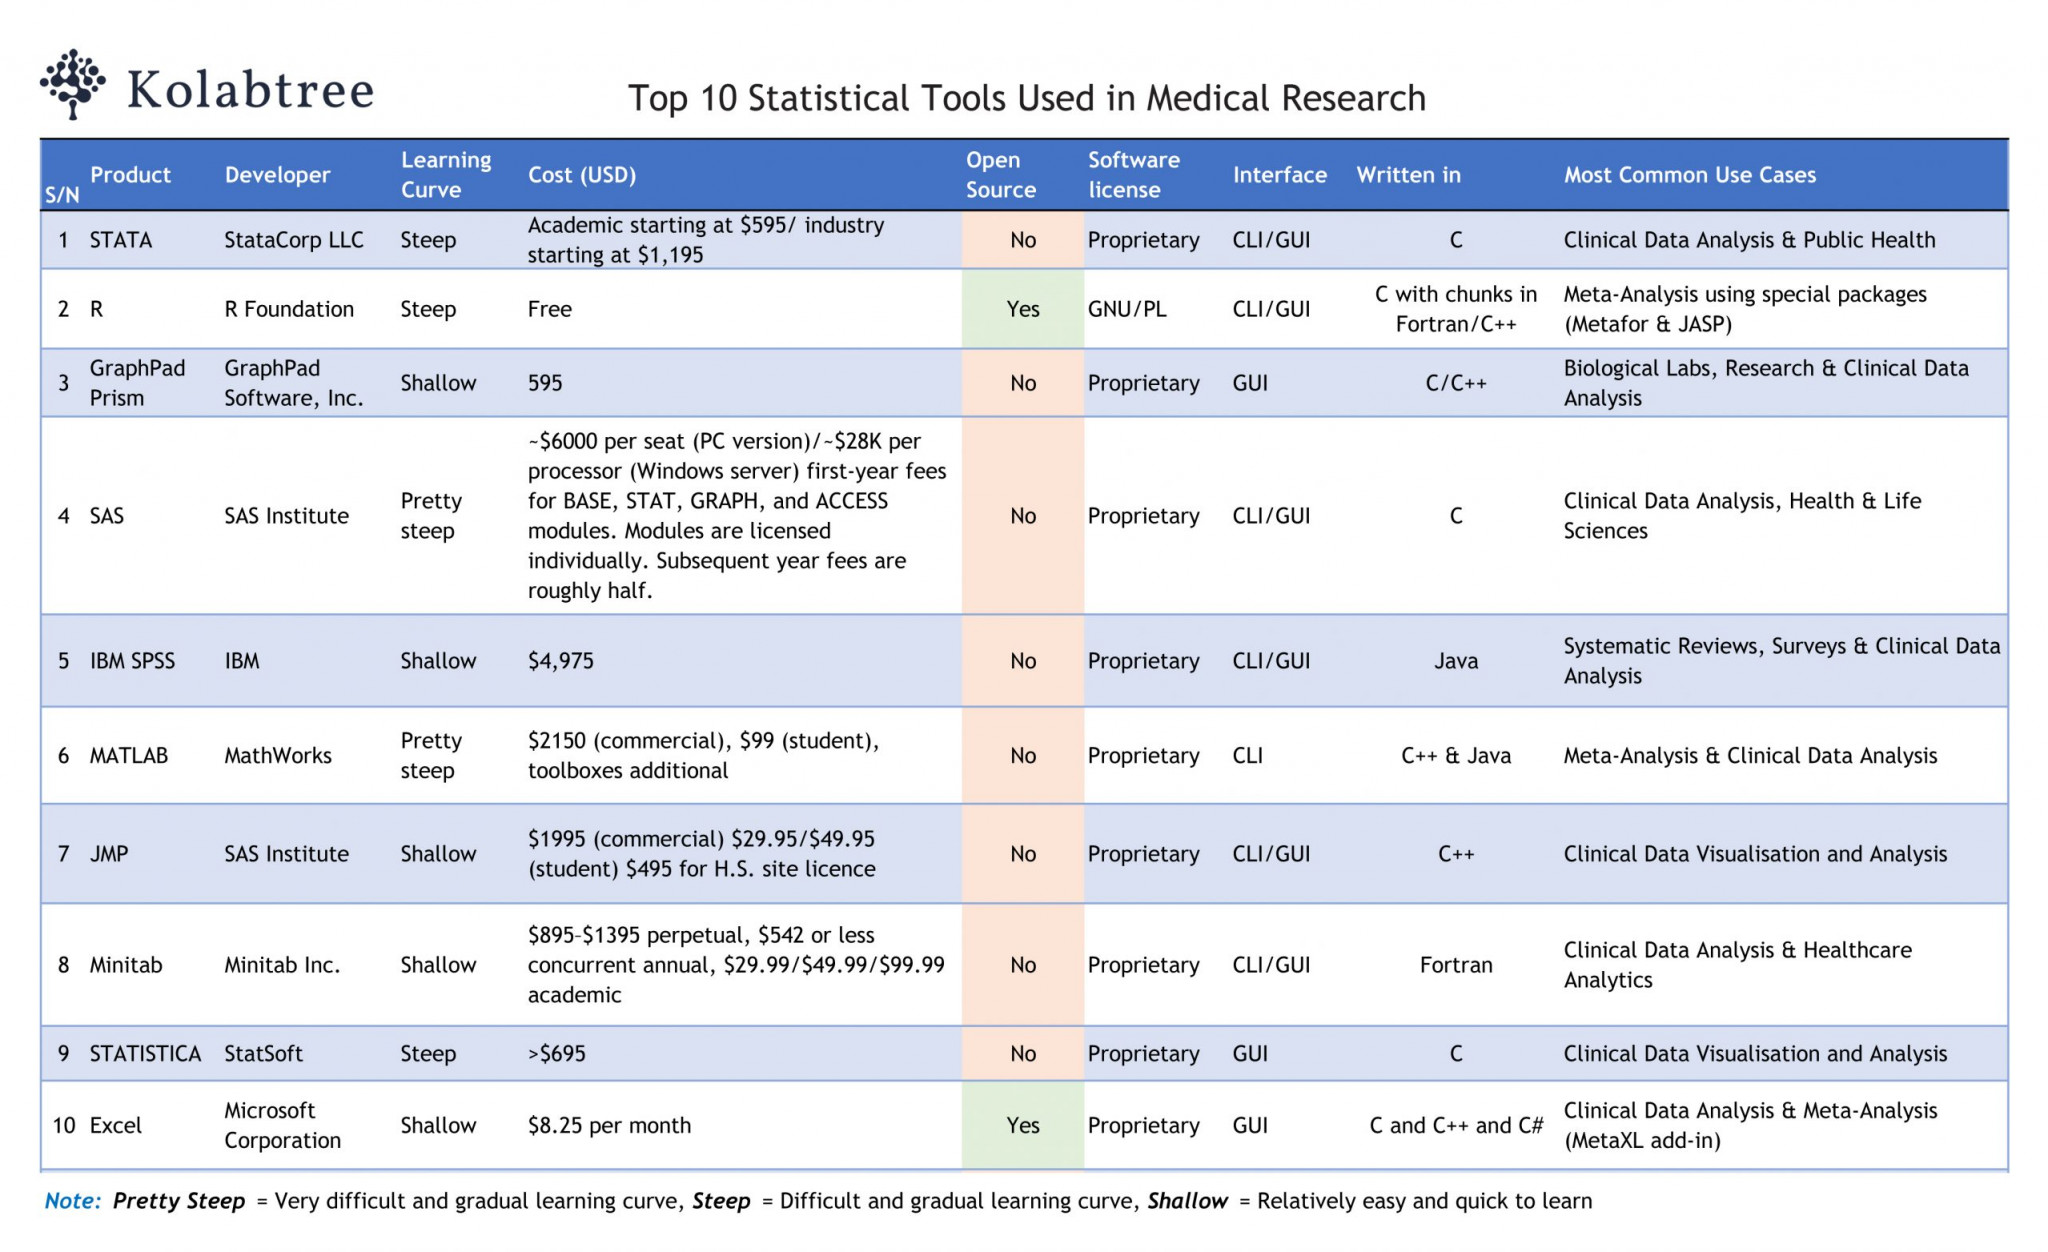 Kolabtree
Top 10 Statistical Tools Used in Medical Research
S/N Product Developer Learning Curve Cost (USD) Open Source Software license Interface Written in Most Common Use Cases
1 STATA StataCorp LLC Steep Academic starting at $595/ industry starting at $1,195 No Proprietary CLI/GUI C Clinical Data Analysis & Public Health
2 R R Foundation Steep Free Yes GNU/PL CLI/GUI C with chunks in Fortran/C++ Meta-Analysis using special packages (Metafor & JASP)
3 GraphPad Prism GraphPad Software, Inc. Shallow 595 No Proprietary GUI C/C++ Biological Labs, Research & Clinical Data Analysis
4 SAS SAS Institute Pretty steep ~$6000 per seat (PC version)/~$28K per processor (Windows server) first-year fees for BASE, STAT, GRAPH, and ACCESS modules. Modules are licensed individually. Subsequent year fees are roughly half. No Proprietary CLI/GUI C Clinical Data Analysis, Health & Life Sciences
5 IBM SPSS IBM Shallow $4,975 No Proprietary CLI/GUI Java Systematic Reviews, Surveys & Clinical Data Analysis
6 MATLAB MathWorks Pretty steep $2150 (commercial), $99 (student), toolboxes additional No Proprietary CLI C++ & Java Meta-Analysis & Clinical Data Analysis
7 JMP SAS Institute Shallow $1995 (commercial) $29.95/$49.95 (student) $495 for H.S. site licence No Proprietary CLI/GUI C++ Clinical Data Visualisation and Analysis
8 Minitab Minitab Inc. Shallow $895–$1395 perpetual, $542 or less concurrent annual, $29.99/$49.99/$99.99 academic No Proprietary CLI/GUI Fortran Clinical Data Analysis & Healthcare Analytics
9 STATISTICA StatSoft Steep >$695 No Proprietary GUI C Clinical Data Visualisation and Analysis
10 Excel Microsoft Corporation Shallow $8.25 per month Yes Proprietary GUI C and C++ and C# Clinical Data Analysis & Meta-Analysis (MetaXL add-in)
Note: Pretty Steep = Very difficult and gradual learning curve, Steep = Difficult and gradual learning curve, Shallow = Relatively easy and quick to learn